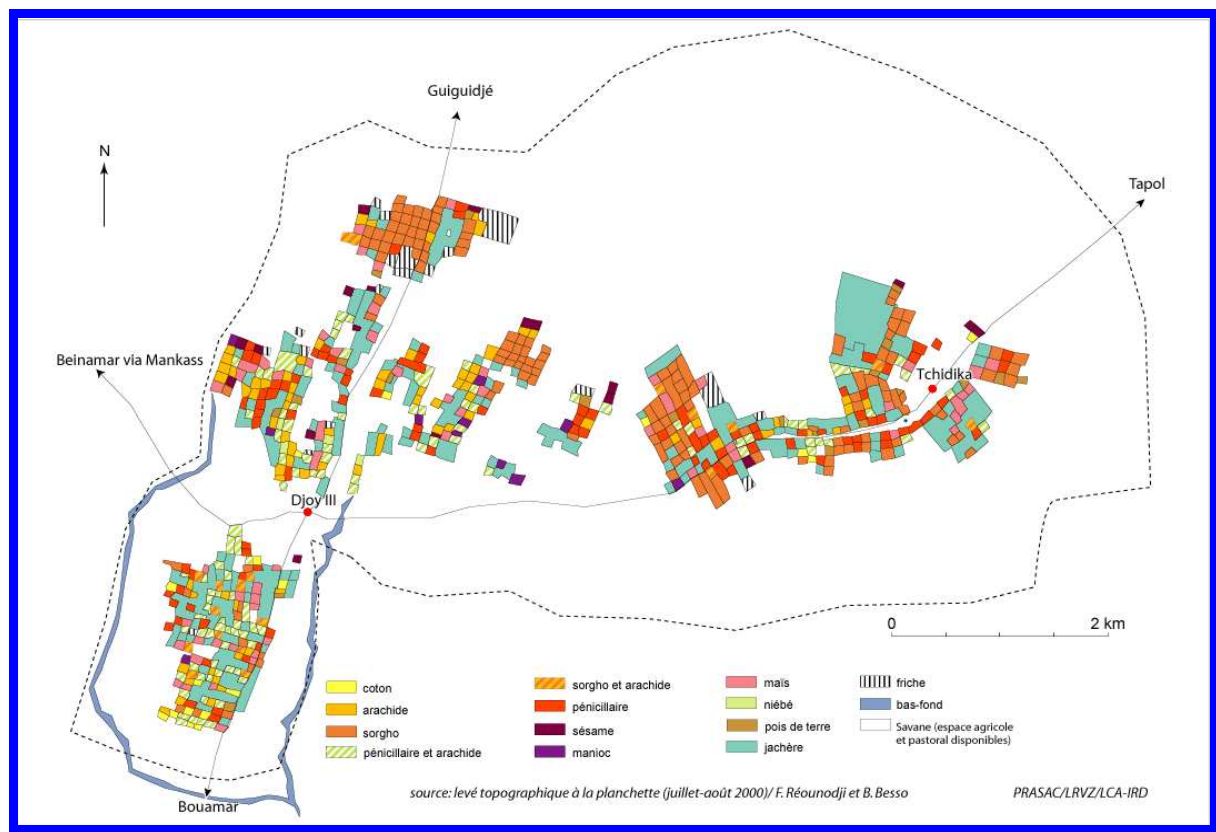 Guiguidjé
N
Tapol
Beinamar via Mankass
Tchidika
Djoy III
0 2 km
coton
arachide
sorgho
pénicillaire et arachide
sorgho et arachide
pénicillaire
sésame
manioc
maïs
niébé
pois de terre
jachère
friche
bas-fond
Savane (espace agricole
et pastoral disponibles)
Bouamar
source: levé topographique à la planchette (juillet-août 2000)/ F. Réounodji et B. Besso
PRASAC/LRVZ/LCA-IRD